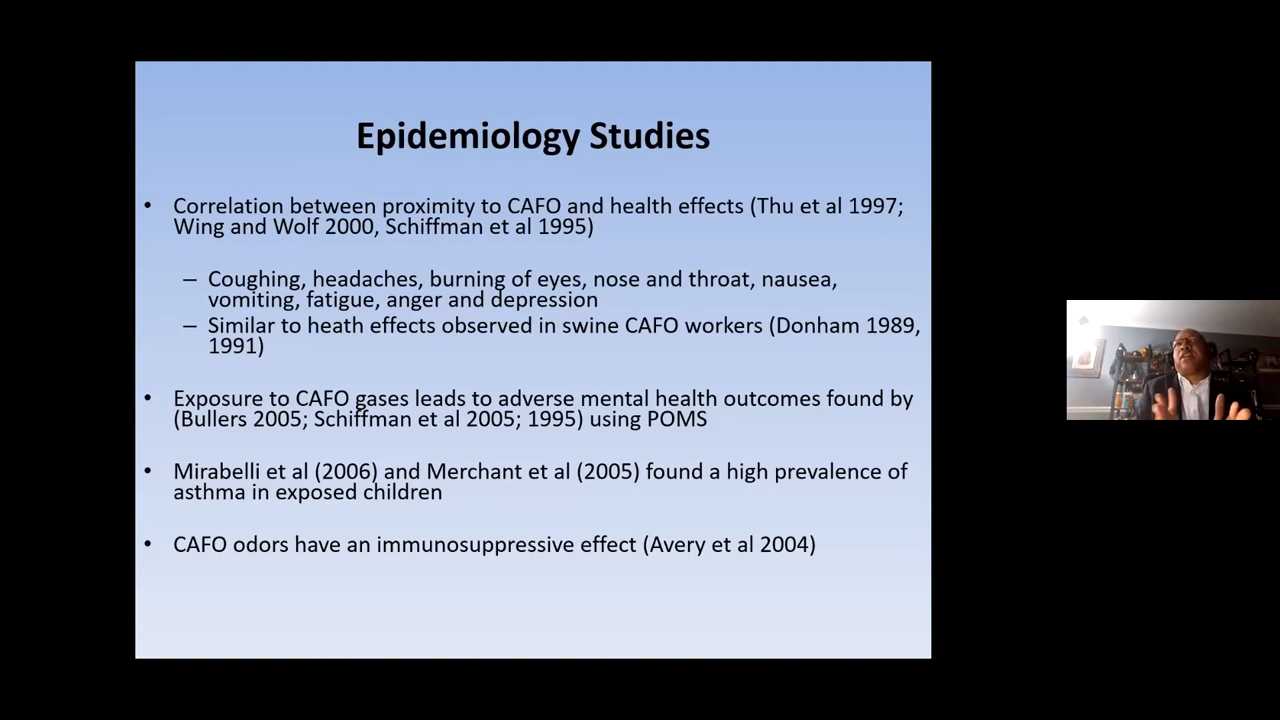 Epidemiology Studies
• Correlation between proximity to CAFO and health effects (Thu et al 1997;
Wing and Wolf 2000, Schiffman et al 1995)
– Coughing, headaches, burning of eyes, nose and throat, nausea,
vomiting, fatigue, anger and depression
– Similar to heath effects observed in swine CAFO workers (Donham 1989,
1991)
• Exposure to CAFO gases leads to adverse mental health outcomes found by
(Bullers 2005; Schiffman et al 2005; 1995) using POMS
• Mirabelli et al (2006) and Merchant et al (2005) found a high prevalence of
asthma in exposed children
• CAFO odors have an immunosuppressive effect (Avery et al 2004)